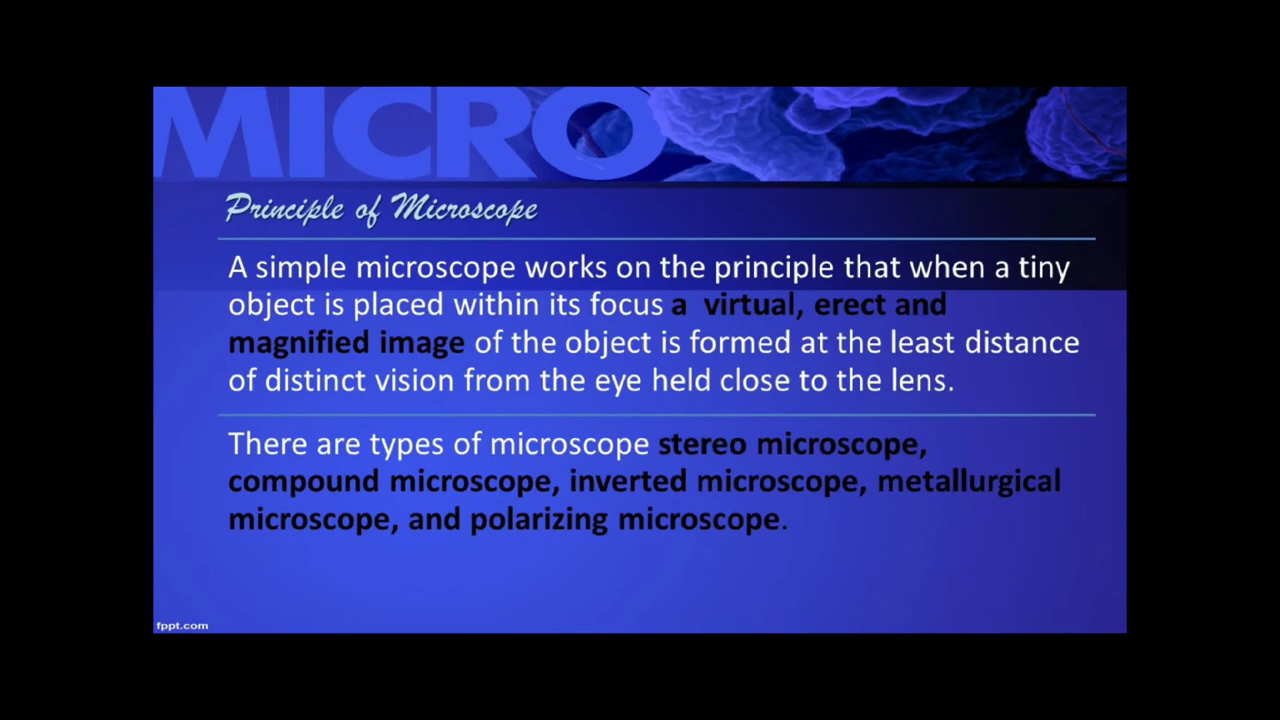 MICRO
Principle of Microscope
A simple microscope works on the principle that when a tiny
object is placed within its focus a  virtual, erect and
magnified image of the object is formed at the least distance
of distinct vision from the eye held close to the lens.
There are types of microscope stereo microscope,
compound microscope, inverted microscope, metallurgical
microscope, and polarizing microscope.
fppt.com